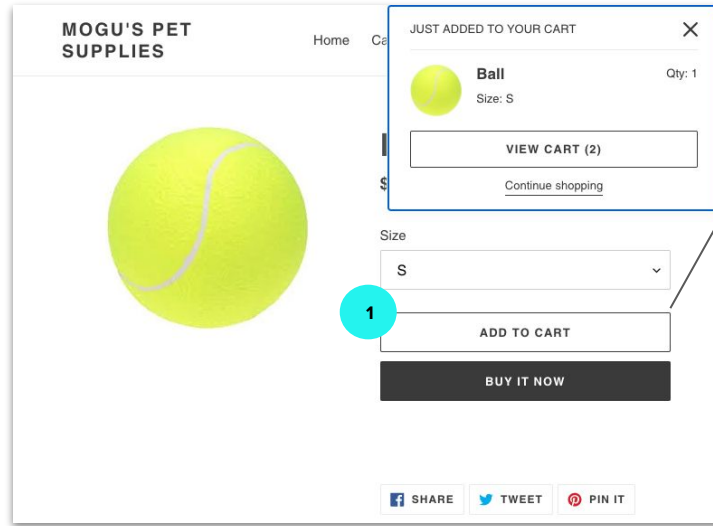 MOGU'S PET
SUPPLIES
Home
JUST ADDED TO YOUR CART
Ball
Qty: 1
Size: S
VIEW CART (2)
Continue shopping
$
Size
S
1
ADD TO CART
BUY IT NOW
SHARE
TWEET
PIN IT